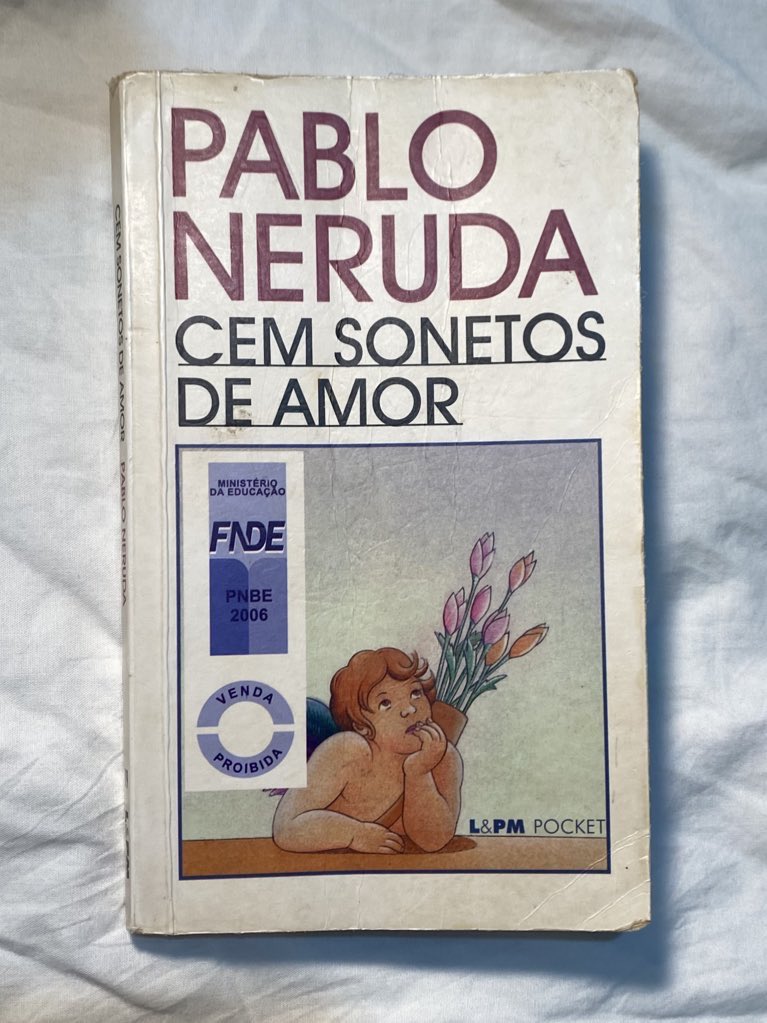 PABLO
NERUDA
CEM SONETOS
DE AMOR
MINISTÉRIO
DA EDUCAÇÃO
FNDE
PNBE
2006
VENDA
PROIBIDA
L&PM POCKET
CEM SONETOS DE AMOR PABLO NERUDA